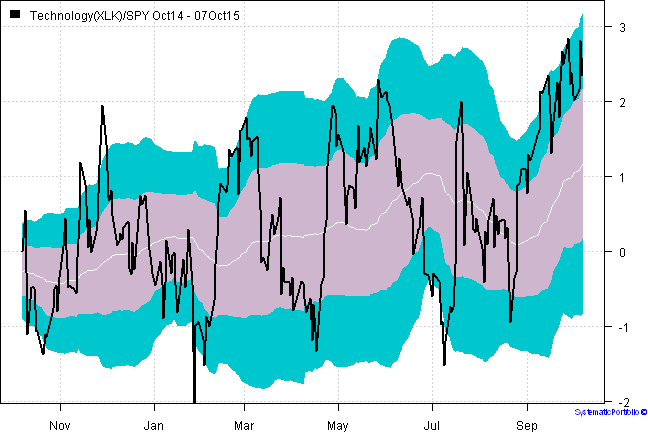 Technology(XLK)/SPY Oct14 - 07Oct15
3
2
1
0
-1
-2
Nov Jan Mar May Jul Sep
SystematicPortfolio ©